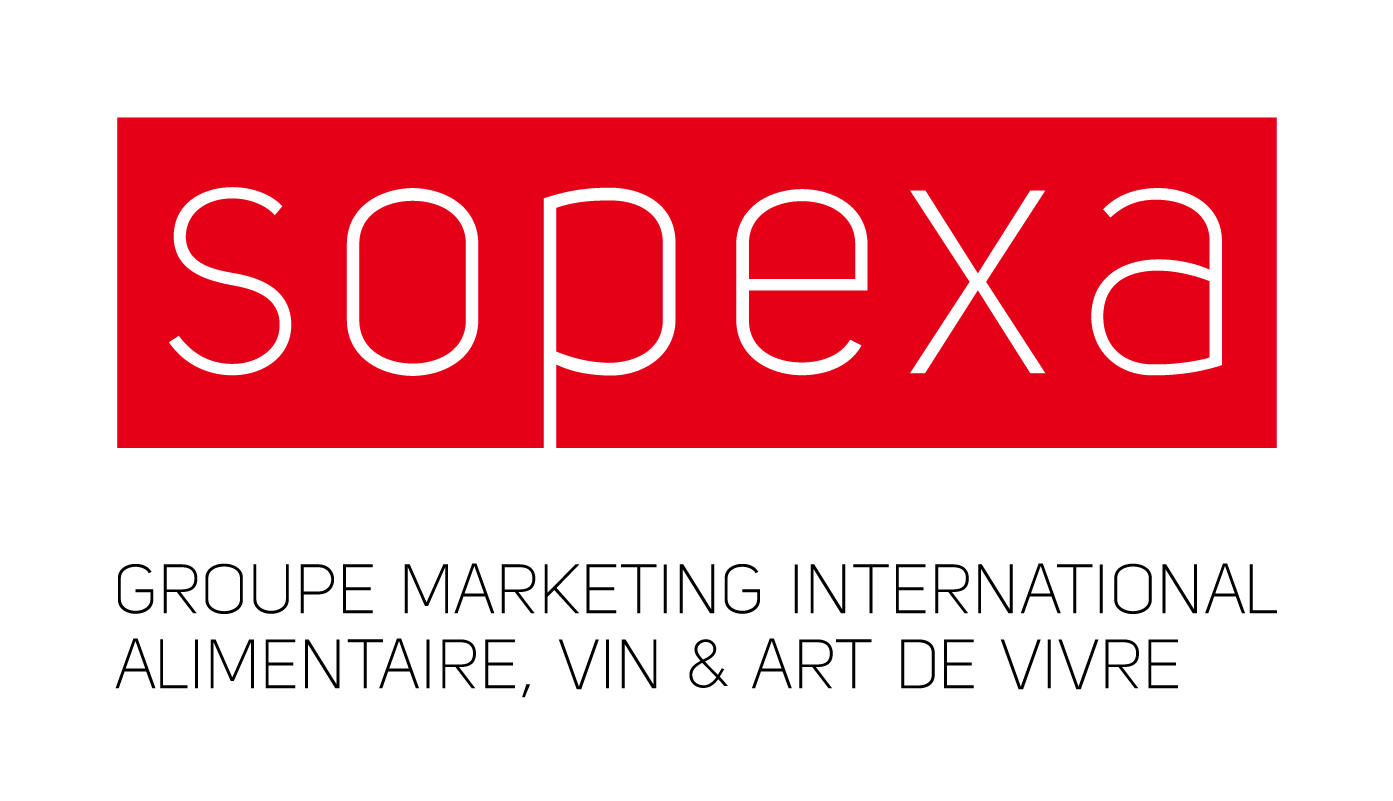 sopexa
GROUPE MARKETING INTERNATIONAL
ALIMENTAIRE, VIN & ART DE VIVRE